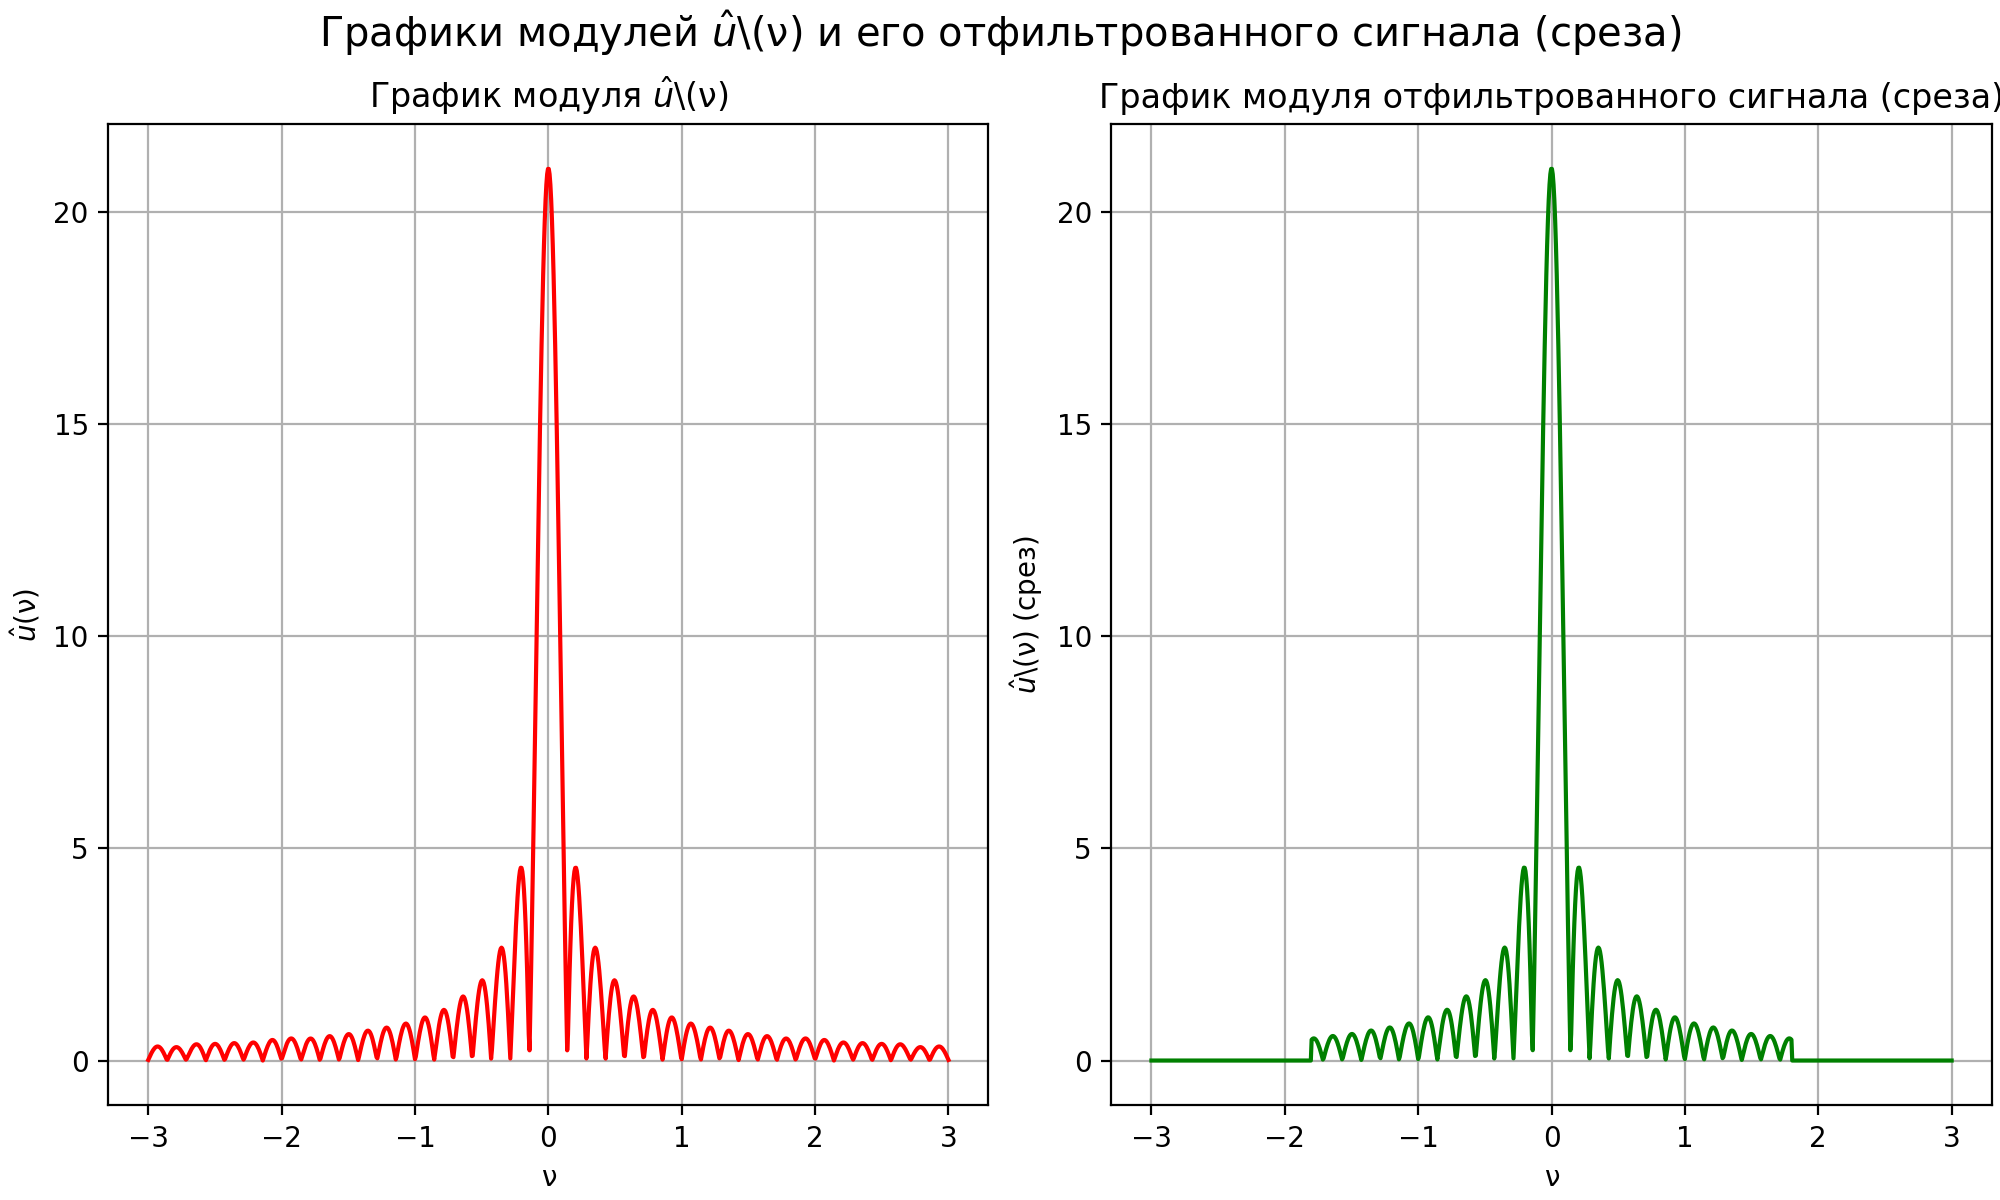 Графики модулей û\(ν) и его отфильтрованного сигнала (среза)
График модуля û\(ν)
û(ν)
20
15
10
5
0
−3 −2 −1 0 1 2 3
ν
График модуля отфильтрованного сигнала (среза)
û\(ν) (срез)
20
15
10
5
0
−3 −2 −1 0 1 2 3
ν